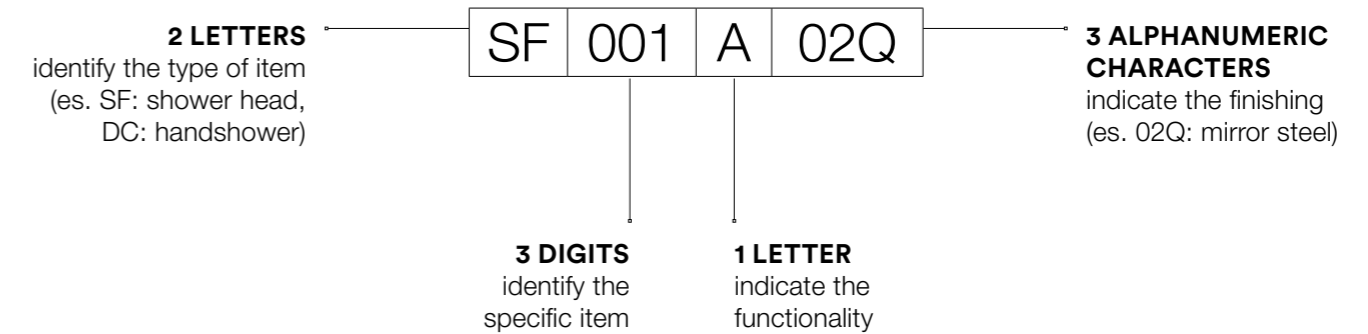 SF 001 A 02Q
2 LETTERS
identify the type of item
(es. SF: shower head,
DC: handshower)
3 ALPHANUMERIC
CHARACTERS
indicate the finishing
(es. 02Q: mirror steel)
3 DIGITS
identify the
specific item
1 LETTER
indicate the
functionality